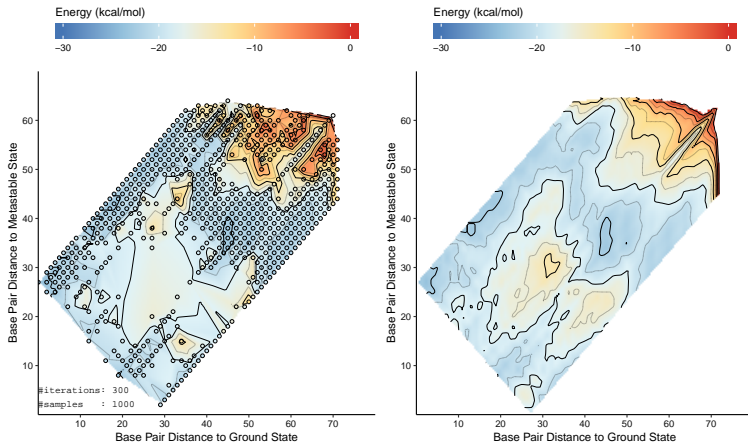 Energy (kcal/mol)
−30 −20 −10 0
Base Pair Distance to Metastable State
60
50
40
30
20
10
#iterations: 300
#samples : 1000
10 20 30 40 50 60 70
Base Pair Distance to Ground State
Energy (kcal/mol)
−30 −20 −10 0
Base Pair Distance to Metastable State
60
50
40
30
20
10
10 20 30 40 50 60 70
Base Pair Distance to Ground State